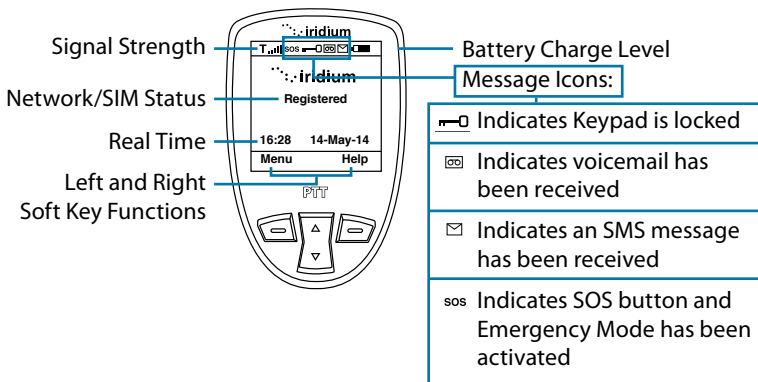 iridium
Signal Strength
T SOS
Battery Charge Level
Message Icons:
iridium
Network/SIM Status
Registered
Real Time
16:28 14-May-14
Menu Help
Left and Right
Soft Key Functions
PTT
Indicates Keypad is locked
Indicates voicemail has
been received
Indicates an SMS message
has been received
SOS Indicates SOS button and
Emergency Mode has been
activated